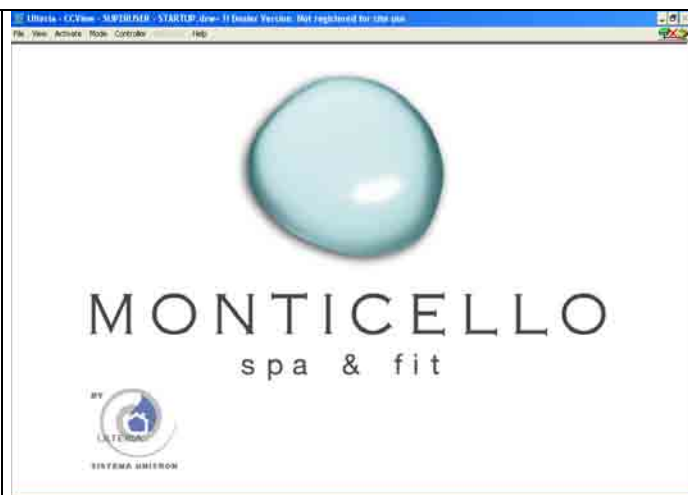 Ulteria - CCView - SUPERUSER - STARTUP.drw- !! Dealer Version. Not registered for site use
File View Activate Mode Controller Help
MONTICELLO
spa & fit
BY
ULTERIA
SISTEMA UNITRON